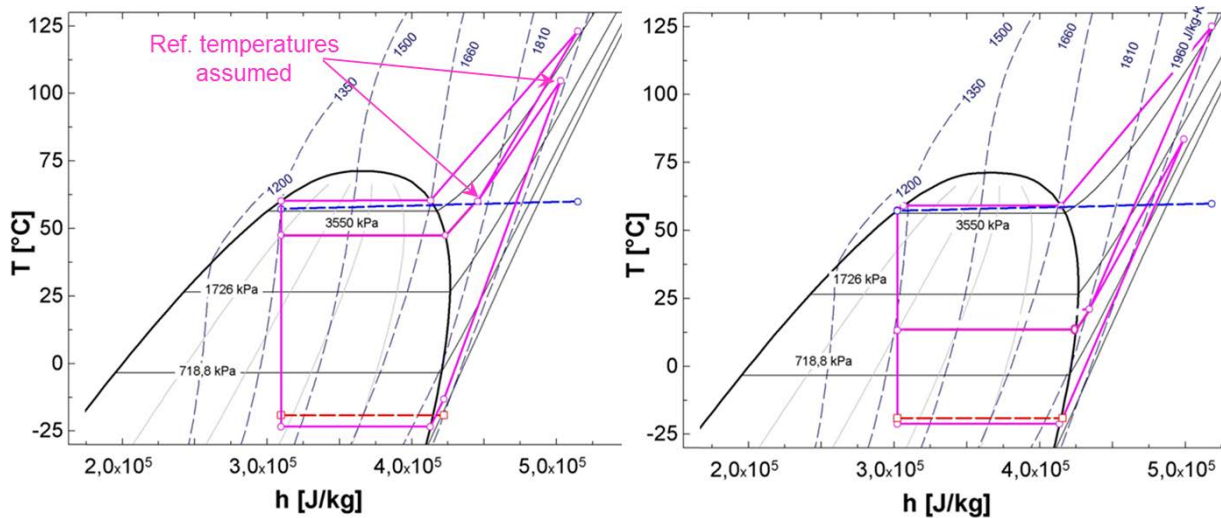 125
100
75
50
25
0
-25
T [°C]
Ref. temperatures
assumed
1200
1350
1500
1660
1810
3550 kPa
1726 kPa
718,8 kPa
2,0x10⁵
3,0x10⁵
4,0x10⁵
5,0x10⁵
h [J/kg]
125
100
75
50
25
0
-25
T [°C]
1200
1350
1500
1660
1810
1960 J/kg-K
3550 kPa
1726 kPa
718,8 kPa
2,0x10⁵
3,0x10⁵
4,0x10⁵
5,0x10⁵
h [J/kg]